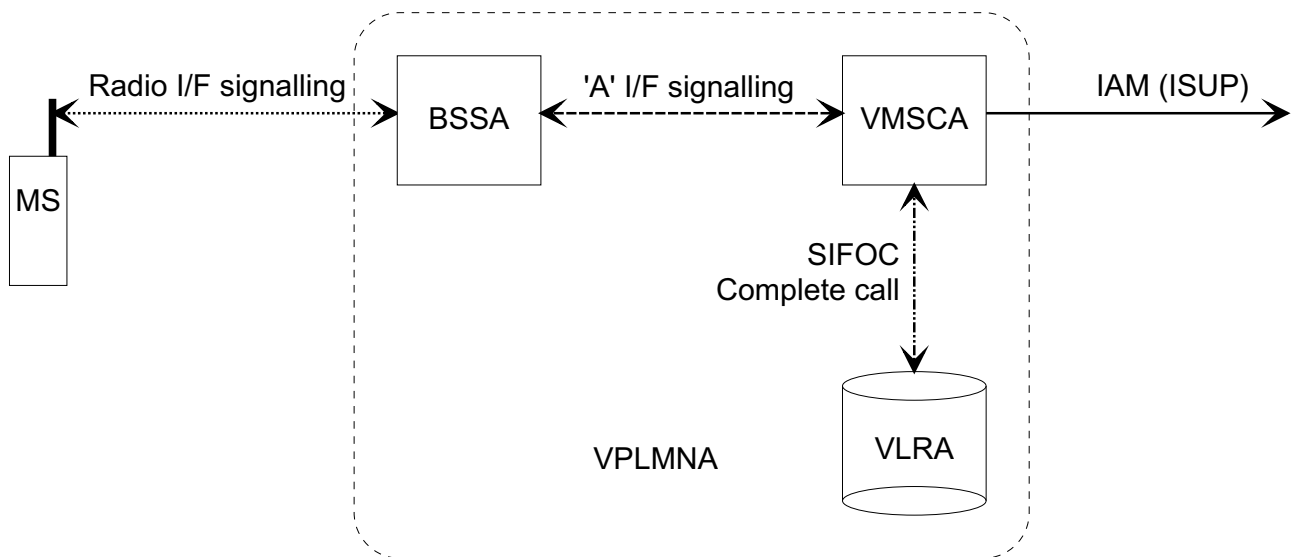 Radio I/F signalling
BSSA
'A' I/F signalling
VMSCA
IAM (ISUP)
MS
SIFOC
Complete call
VPLMNA
VLRA